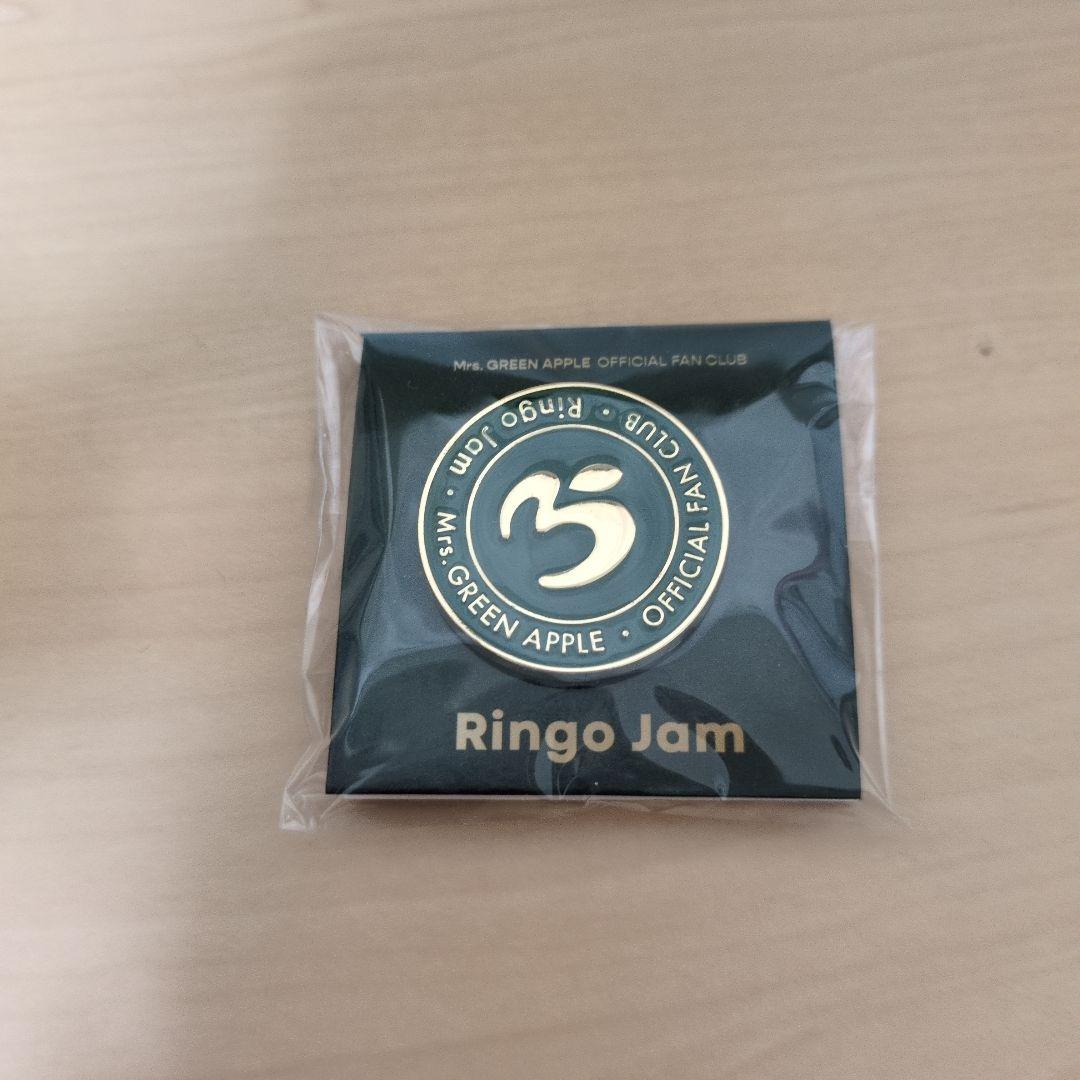 Mrs. GREEN APPLE OFFICIAL FAN CLUB
Ringo Jam · Mrs. GREEN APPLE · OFFICIAL FAN CLUB ·
Ringo Jam